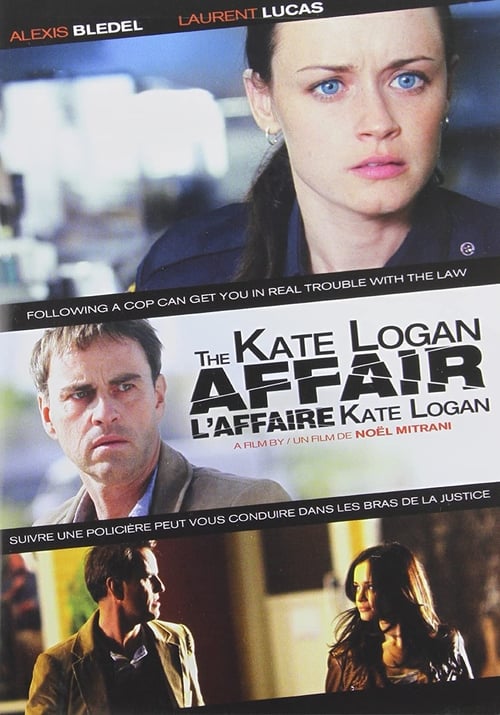 ALEXIS BLEDEL LAURENT LUCAS
FOLLOWING A COP CAN GET YOU IN REAL TROUBLE WITH THE LAW
THE KATE LOGAN
AFFAIR
L'AFFAIRE KATE LOGAN
A FILM BY / UN FILM DE NOËL MITRANI
SUIVRE UNE POLICIÈRE PEUT VOUS CONDUIRE DANS LES BRAS DE LA JUSTICE